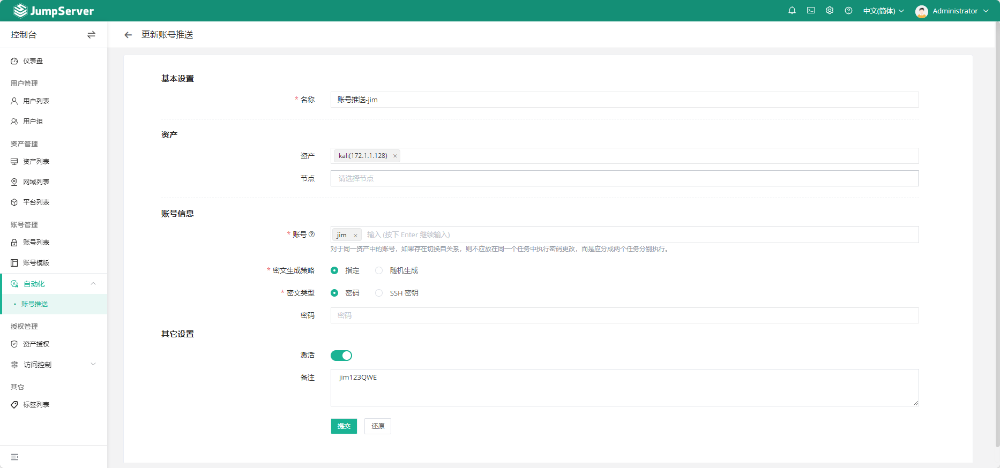 JumpServer
中文(简体)
Administrator
控制台
更新账号推送
仪表盘
用户管理
用户列表
用户组
资产管理
资产列表
网域列表
平台列表
账号管理
账号列表
账号模版
自动化
账号推送
授权管理
资产授权
访问控制
其它
标签列表
基本设置
* 名称
账号推送-jim
资产
资产
kali(172.1.1.128) ×
节点
请选择节点
账号信息
* 账号
jim × 输入 (按下 Enter 继续输入)
对于同一资产中的账号，如果存在切换自关系，则不应放在同一个任务中执行密码更改，而是应分成两个任务分别执行。
* 密文生成策略
指定 随机生成
* 密文类型
密码 SSH 密钥
密码
密码
其它设置
激活
备注
jim123QWE
提交 还原